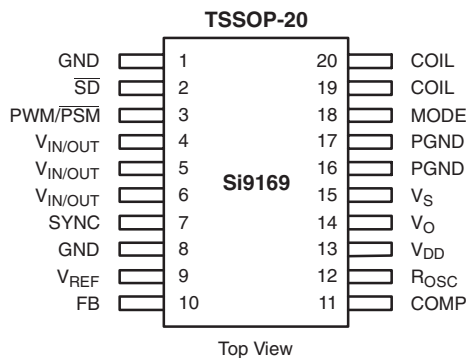 TSSOP-20
GND 1 20 COIL
SD 2 19 COIL
PWM/PSM 3 18 MODE
VIN/OUT 4 17 PGND
VIN/OUT 5 16 PGND
Si9169
VIN/OUT 6 15 VS
SYNC 7 14 VO
GND 8 13 VDD
VREF 9 12 ROSC
FB 10 11 COMP
Top View